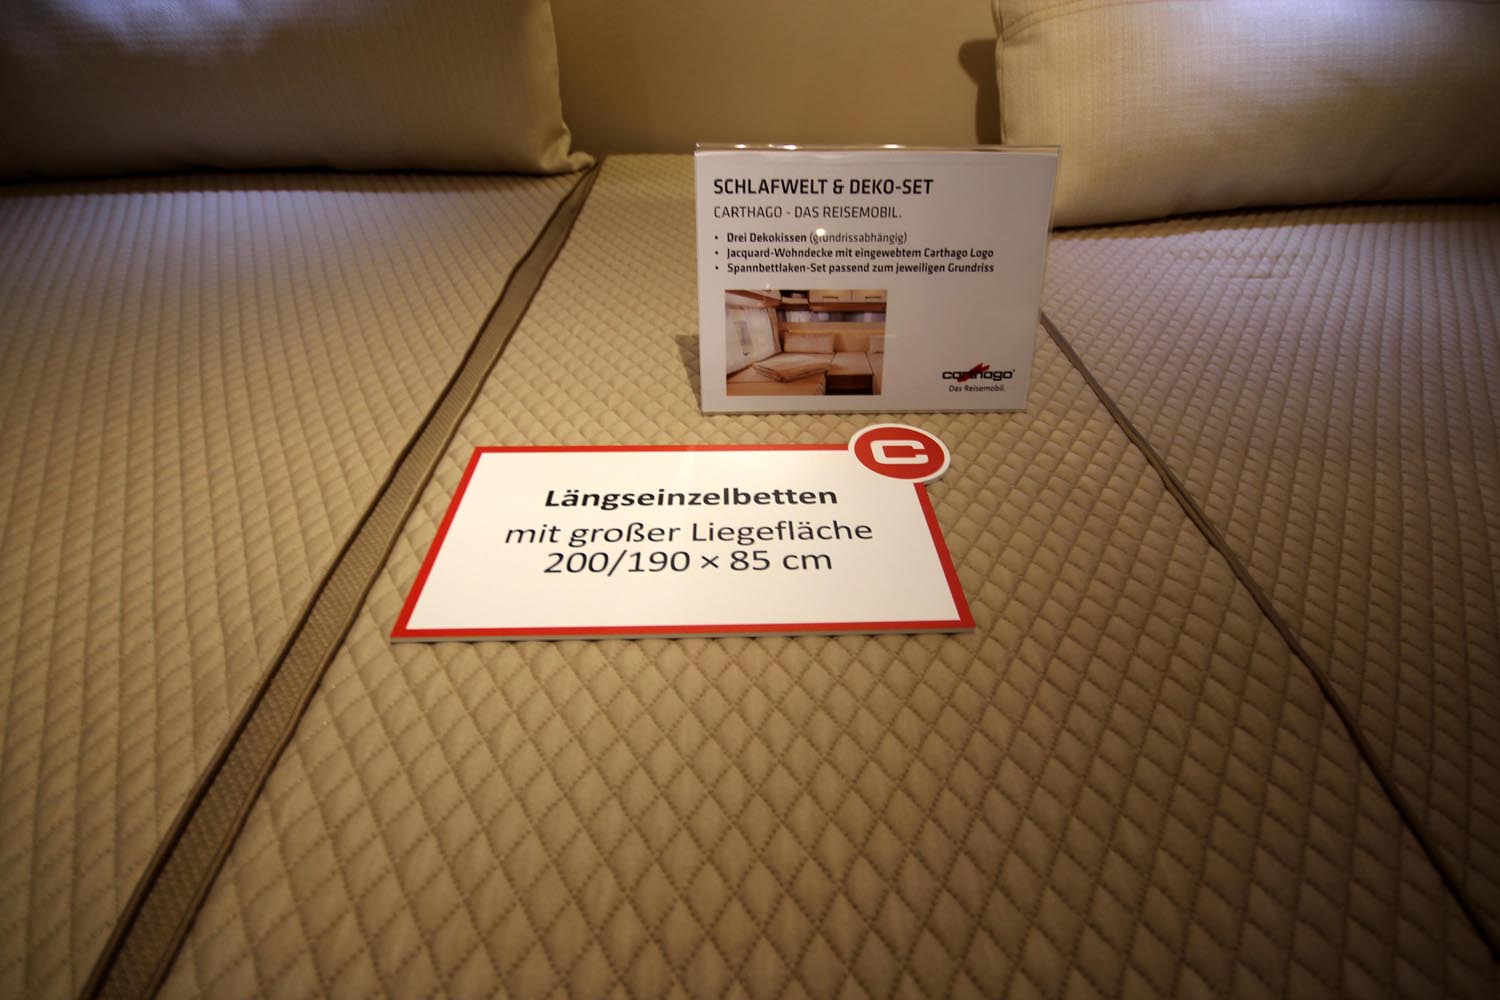 SCHLAFWELT & DEKO-SET
CARTHAGO - DAS REISEMOBIL.
• Drei Dekokissen (grundrissabhängig)
• Jacquard-Wohndecke mit eingewebtem Carthago Logo
• Spannbettlaken-Set passend zum jeweiligen Grundriss
carthago
Das Reisemobil.
C
Längseinzelbetten
mit großer Liegefläche
200/190 × 85 cm